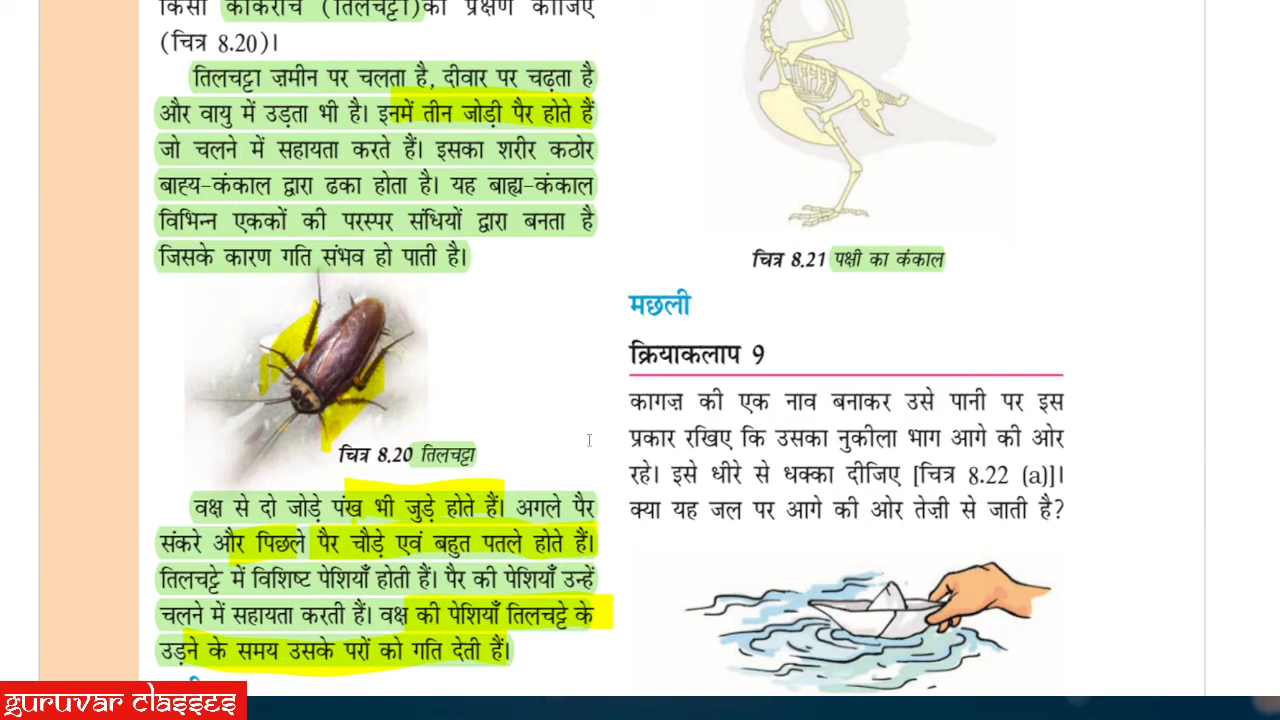 किसी कॉकरोच (तिलचट्टा)का प्रेक्षण कीजिए
(चित्र 8.20)।
तिलचट्टा ज़मीन पर चलता है, दीवार पर चढ़ता है
और वायु में उड़ता भी है। इनमें तीन जोड़ी पैर होते हैं
जो चलने में सहायता करते हैं। इसका शरीर कठोर
बाह्य-कंकाल द्वारा ढका होता है। यह बाह्य-कंकाल
विभिन्न एककों की परस्पर संधियों द्वारा बनता है
जिसके कारण गति संभव हो पाती है।
चित्र 8.20 तिलचट्टा
वक्ष से दो जोड़े पंख भी जुड़े होते हैं। अगले पैर
संकरे और पिछले पैर चौड़े एवं बहुत पतले होते हैं।
तिलचट्टे में विशिष्ट पेशियाँ होती हैं। पैर की पेशियाँ उन्हें
चलने में सहायता करती हैं। वक्ष की पेशियाँ तिलचट्टे के
उड़ने के समय उसके परों को गति देती हैं।
चित्र 8.21 पक्षी का कंकाल
मछली
क्रियाकलाप 9
कागज़ की एक नाव बनाकर उसे पानी पर इस
प्रकार रखिए कि उसका नुकीला भाग आगे की ओर
रहे। इसे धीरे से धक्का दीजिए [चित्र 8.22 (a)]।
क्या यह जल पर आगे की ओर तेज़ी से जाती है?
guruvar classes